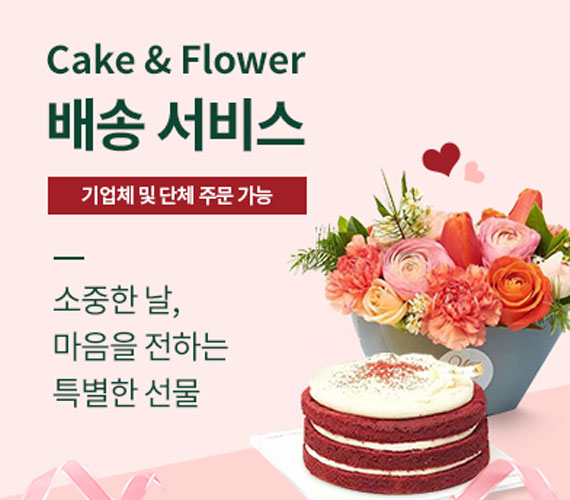 Cake & Flower
배송 서비스
기업체 및 단체 주문 가능
소중한 날,
마음을 전하는
특별한 선물